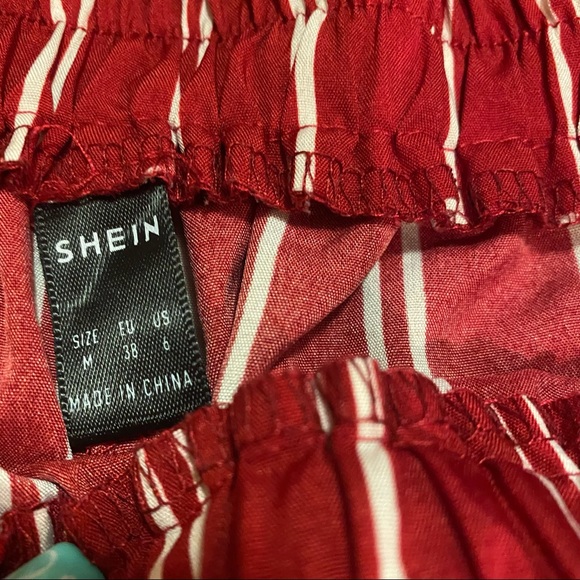 SHEIN
SIZE EU US
M 38 6
MADE IN CHINA